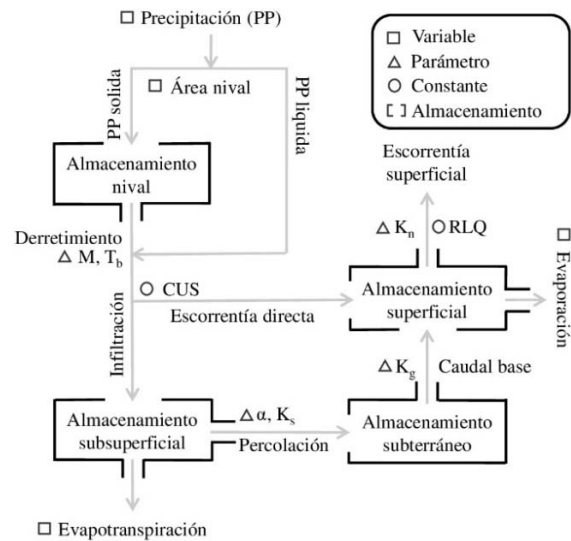 Precipitación (PP)
Variable
Parámetro
Constante
Almacenamiento
PP solida
Área nival
PP liquida
Almacenamiento
nival
Escorrentía
superficial
Derretimiento
M, T_b
K_n
RLQ
Evaporación
CUS
Escorrentía directa
Almacenamiento
superficial
Infiltración
K_g
Caudal base
Almacenamiento
subsuperficial
α, K_s
Percolación
Almacenamiento
subterráneo
Evapotranspiración